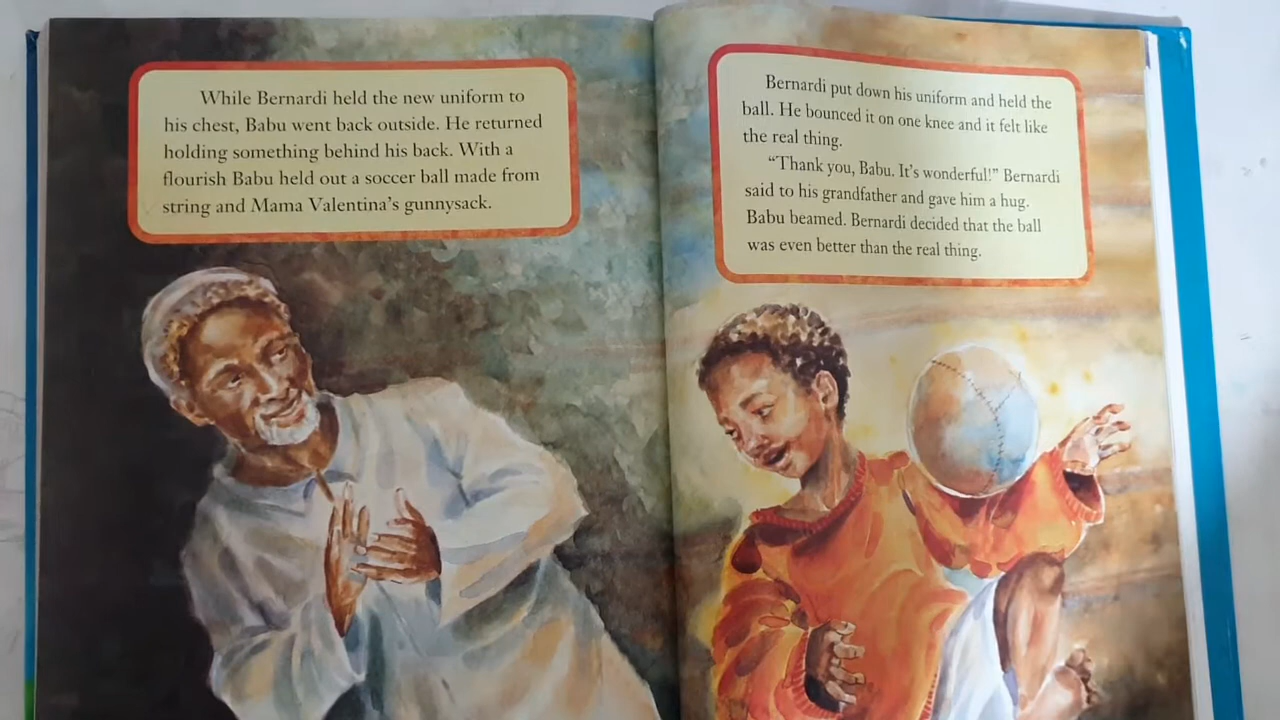 While Bernardi held the new uniform to
his chest, Babu went back outside. He returned
holding something behind his back. With a
flourish Babu held out a soccer ball made from
string and Mama Valentina's gunnysack.
Bernardi put down his uniform and held the
ball. He bounced it on one knee and it felt like
the real thing.
“Thank you, Babu. It's wonderful!” Bernardi
said to his grandfather and gave him a hug.
Babu beamed. Bernardi decided that the ball
was even better than the real thing.